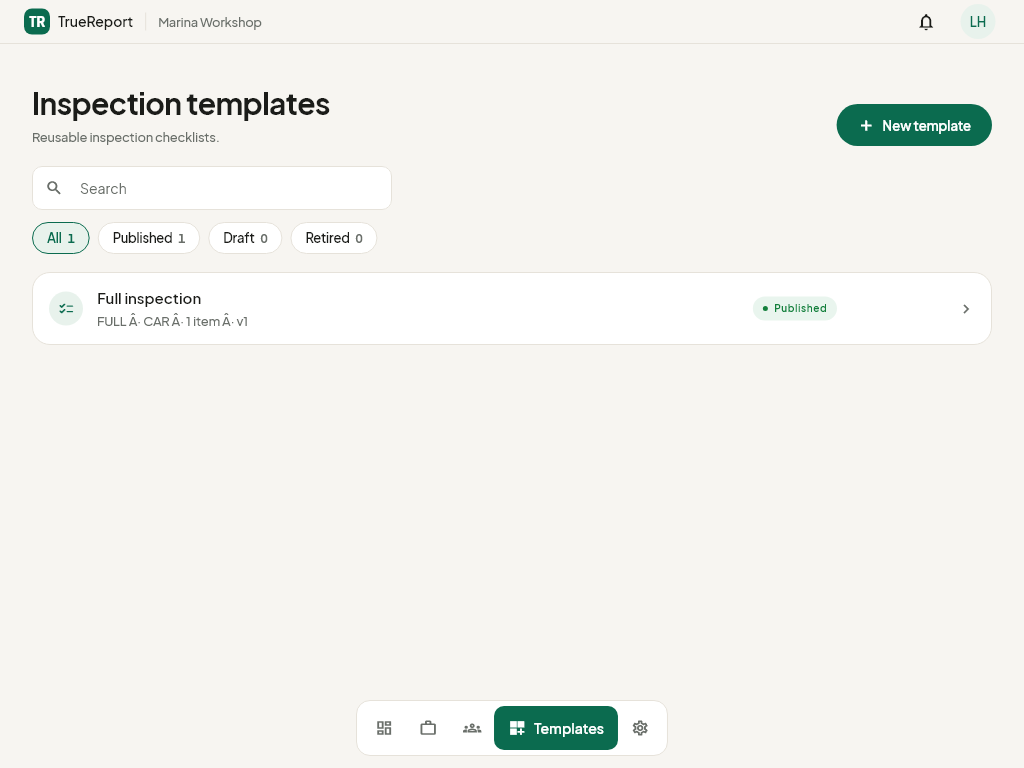 TR TrueReport Marina Workshop LH
Inspection templates
Reusable inspection checklists.
+ New template
Search
All 1 Published 1 Draft 0 Retired 0
Full inspection
FULL Â· CAR Â· 1 item Â· v1
Published
Templates